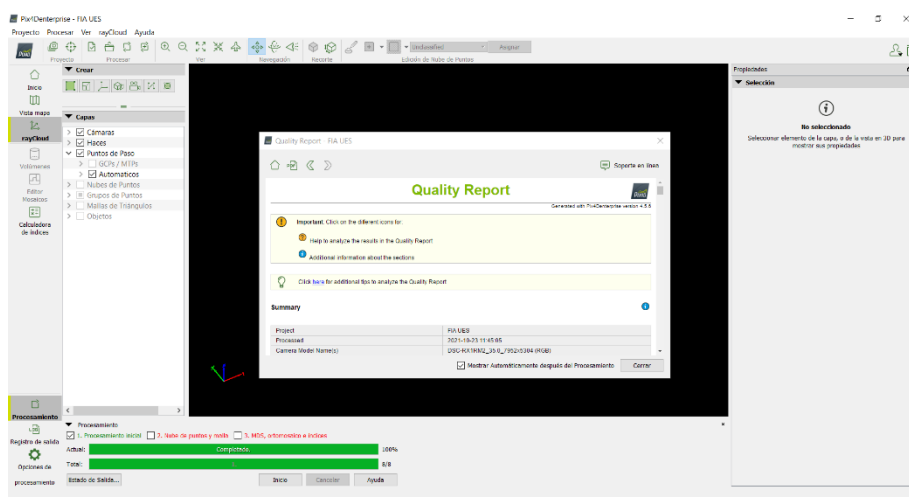 Pix4Denterprise - FIA UES
Proyecto Procesar Ver rayCloud Ayuda
Proyecto Procesar Ver Navegación Recorte Edición de Nube de Puntos
Unclassified Asignar
Inicio
Vista mapa
rayCloud
Volúmenes
Editor
Mosaicos
Calculadora
de índices
Procesamiento
Registro de salida
Opciones de
procesamiento
Crear
Capas
Cámaras
Haces
Puntos de Paso
GCPs / MTPs
Automaticos
Nubes de Puntos
Grupos de Puntos
Mallas de Triángulos
Objetos
Quality Report - FIA UES
PDF
Soporte en línea
Quality Report
Generated with Pix4Denterprise version 4.5.6
Important: Click on the different icons for:
Help to analyze the results in the Quality Report
Additional information about the sections
Click here for additional tips to analyze the Quality Report
Summary
Project FIA UES
Processed 2021-10-23 11:45:05
Camera Model Name(s) DSC-RX1RM2_35.0_7952x5304 (RGB)
Mostrar Automáticamente después del Procesamiento Cerrar
Propiedades
Selección
No seleccionado
Seleccionar elemento de la capa, o de la vista en 3D para
mostrar sus propiedades
Procesamiento
1. Procesamiento inicial 2. Nube de puntos y malla 3. MDS, ortomosaico e índices
Actual: Completado. 100%
Total: 8/8
Estado de Salida... Inicio Cancelar Ayuda